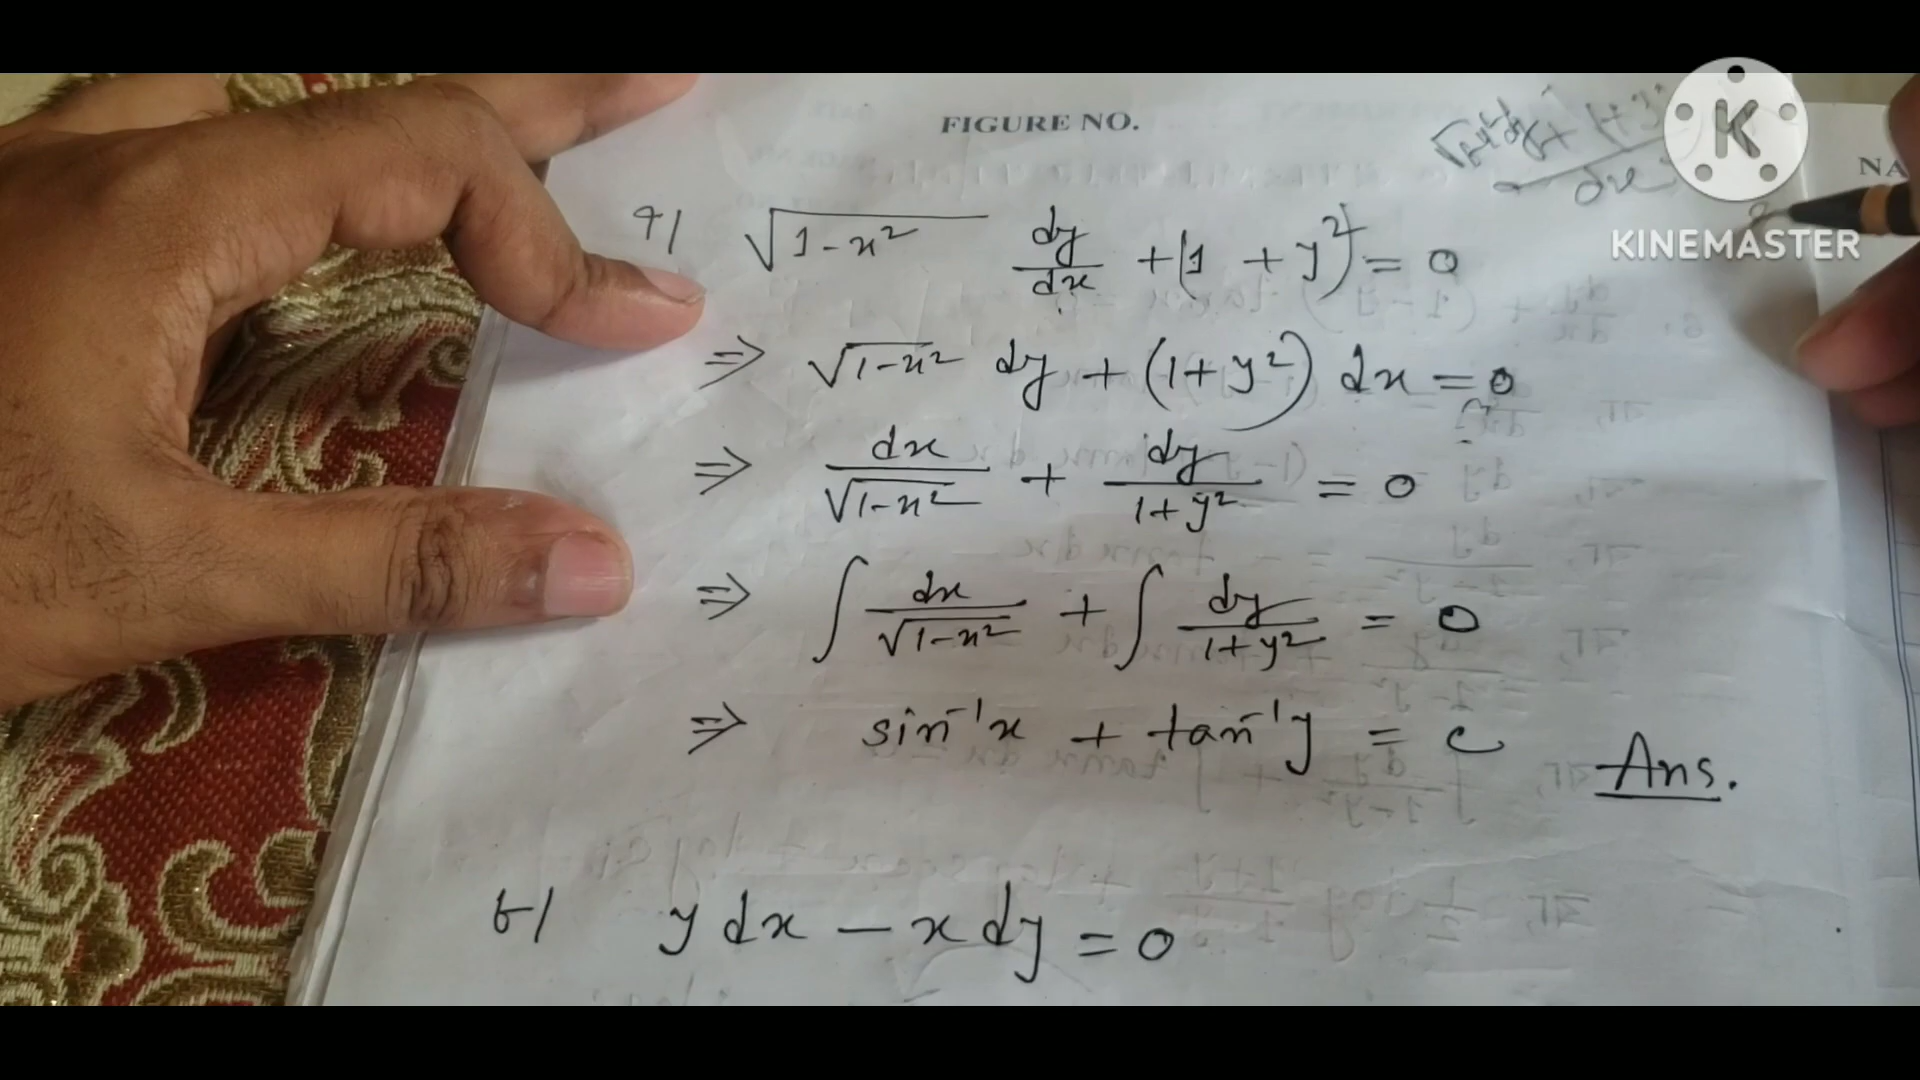 FIGURE NO.
NA
K
KINEMASTER
√(1-x²) dy/dx + (1 + y²) = 0
⇒ √(1-x²) dy + (1+y²) dx = 0
⇒ dx/√(1-x²) + dy/(1+y²) = 0
⇒ ∫ dx/√(1-x²) + ∫ dy/(1+y²) = 0
⇒ sin⁻¹x + tan⁻¹y = c Ans.
y dx — x dy = 0